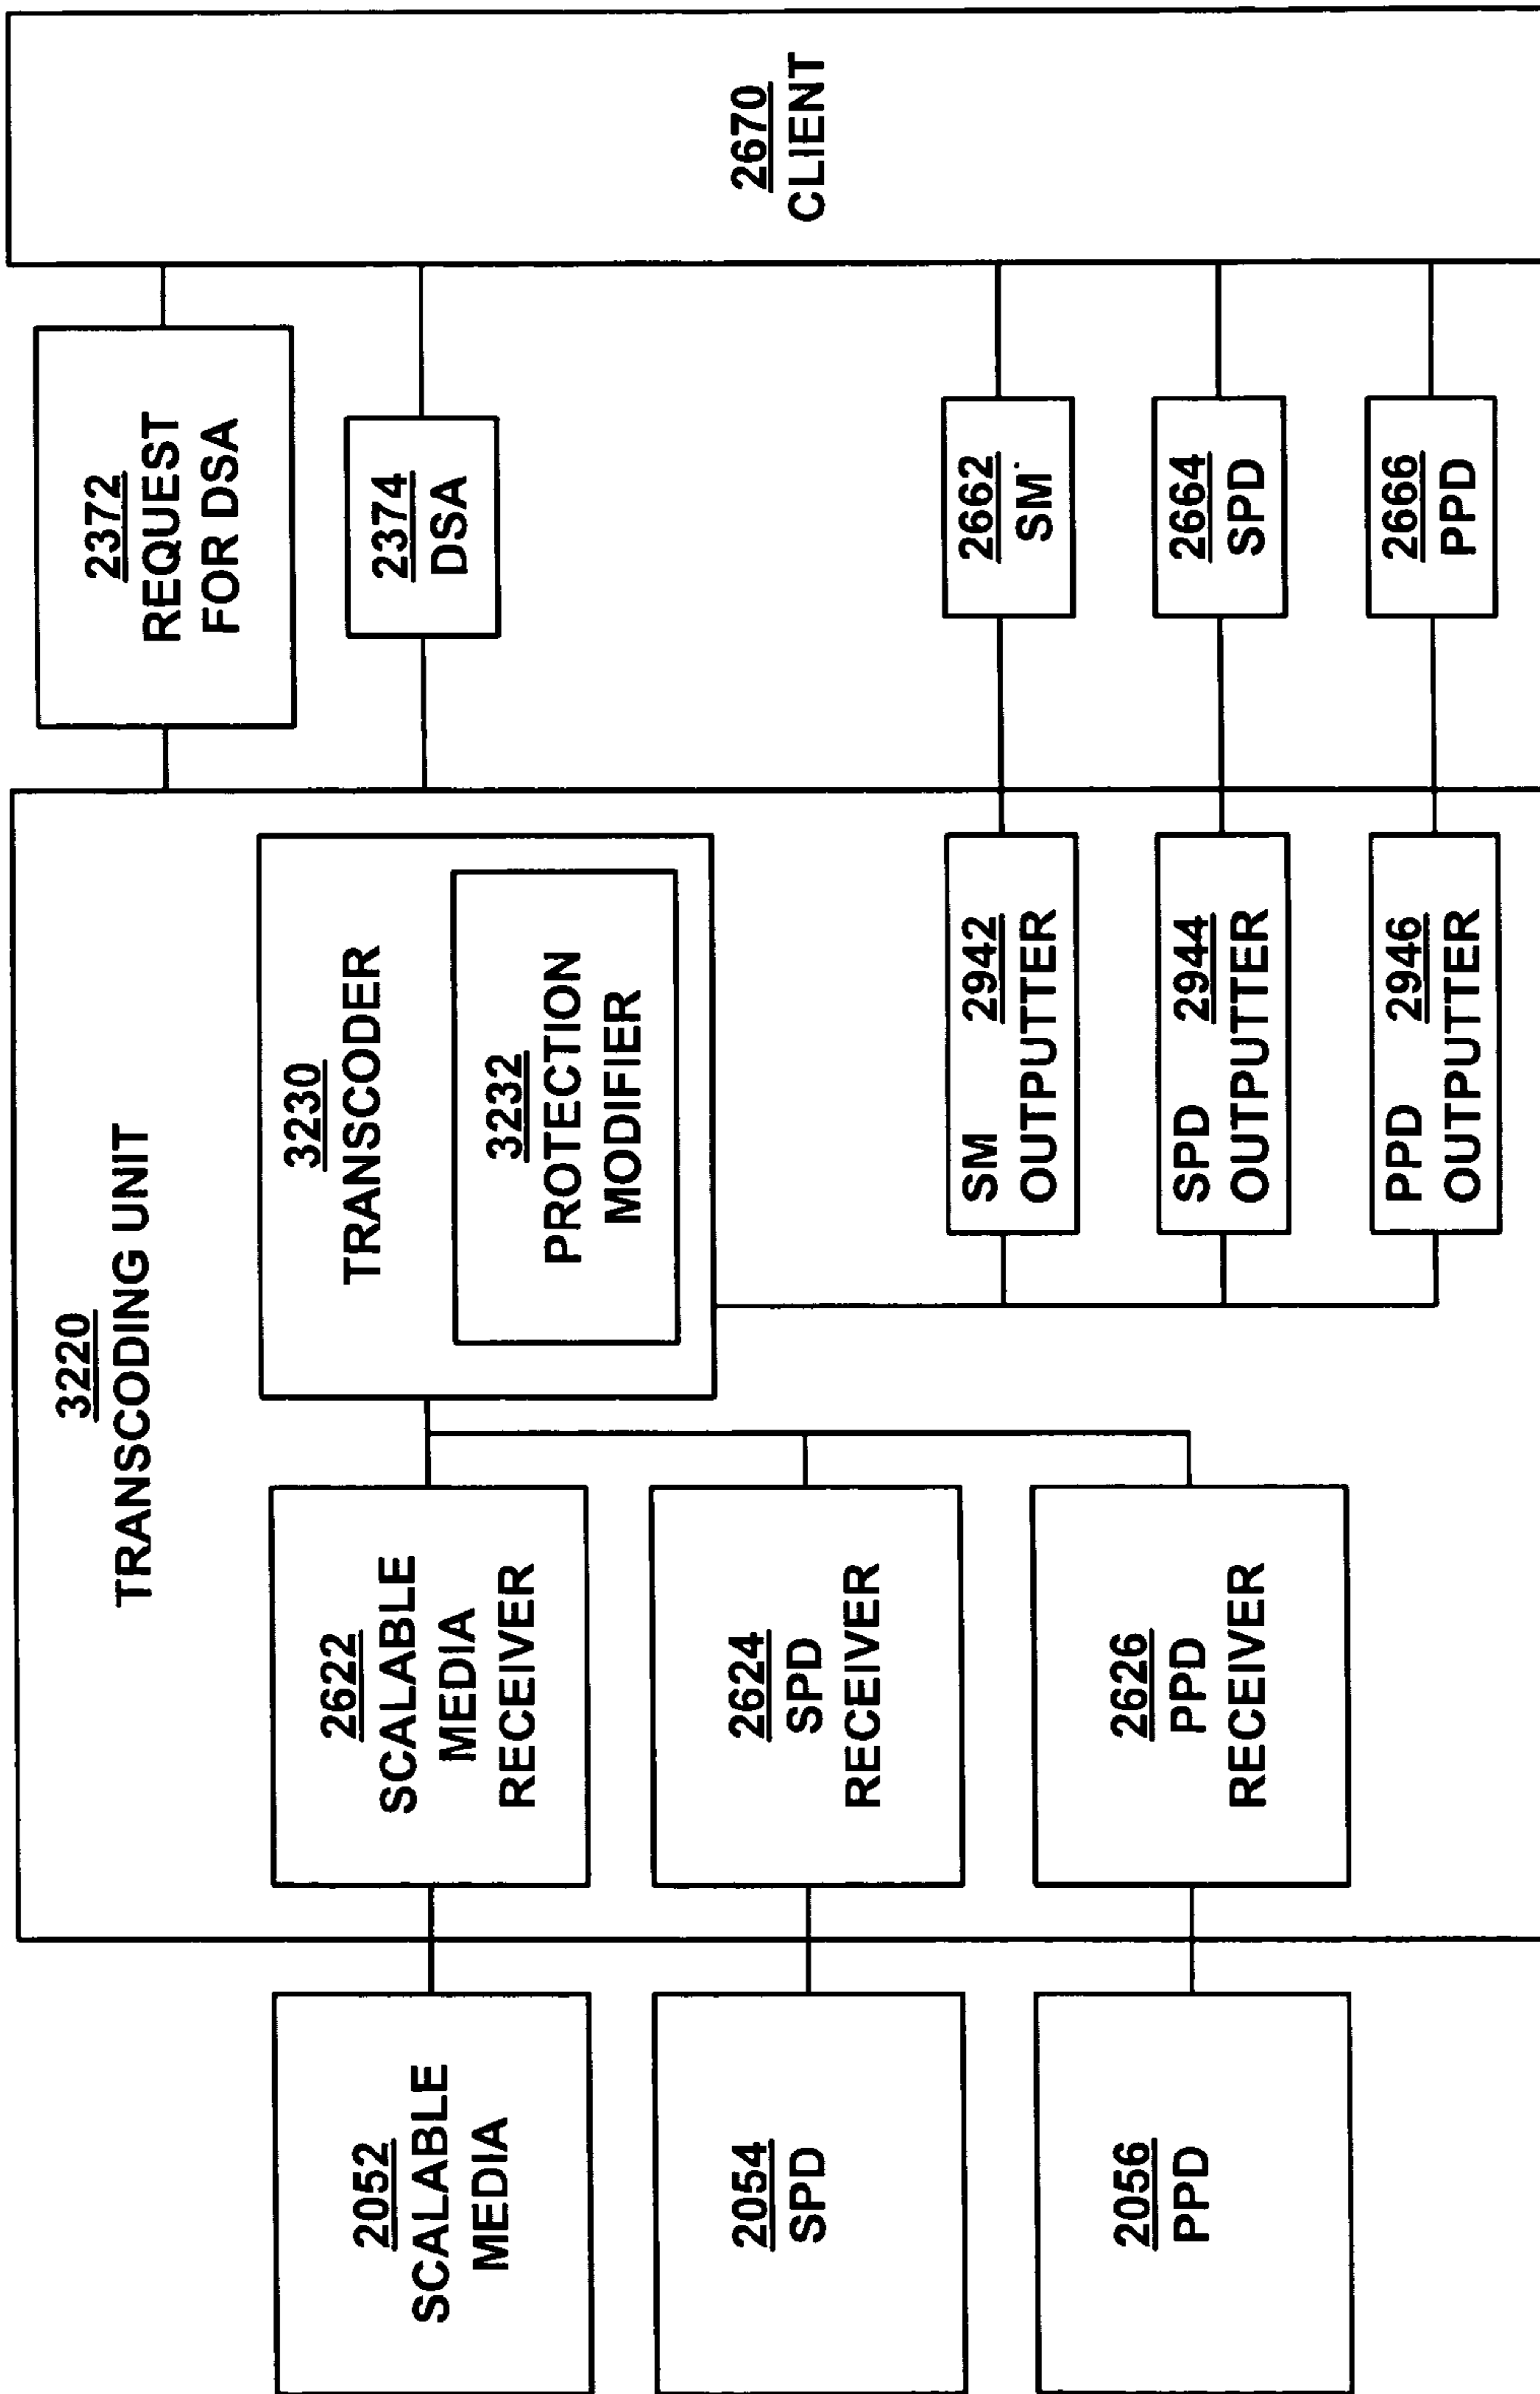 3220
TRANSCODING UNIT
2052
SCALABLE
MEDIA
2054
SPD
2056
PPD
2622
SCALABLE
MEDIA
RECEIVER
2624
SPD
RECEIVER
2626
PPD
RECEIVER
3230
TRANSCODER
3232
PROTECTION
MODIFIER
SM 2942
OUTPUTTER
SPD 2944
OUTPUTTER
PPD 2946
OUTPUTTER
2372
REQUEST
FOR DSA
2374
DSA
2662
SM
2664
SPD
2666
PPD
2670
CLIENT